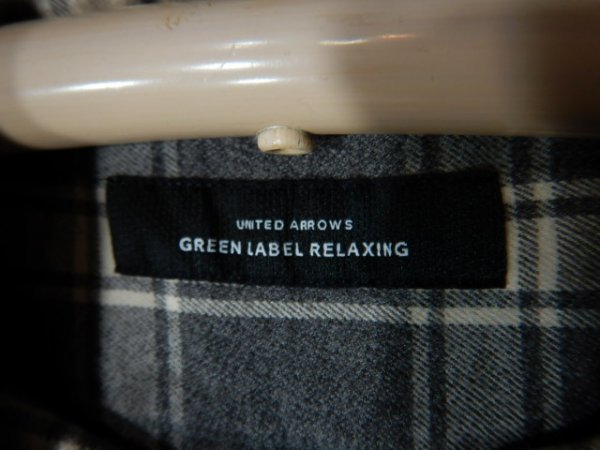 UNITED ARROWS
GREEN LABEL RELAXING